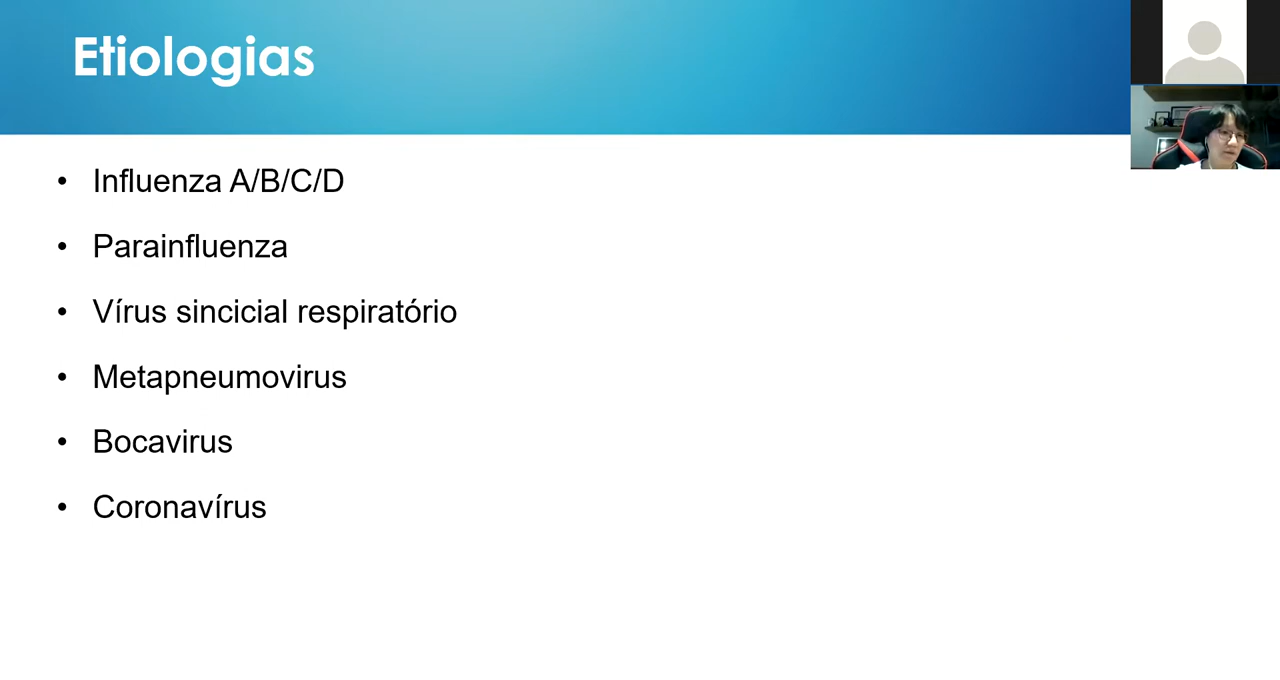 Etiologias
• Influenza A/B/C/D
• Parainfluenza
• Vírus sincicial respiratório
• Metapneumovirus
• Bocavirus
• Coronavírus